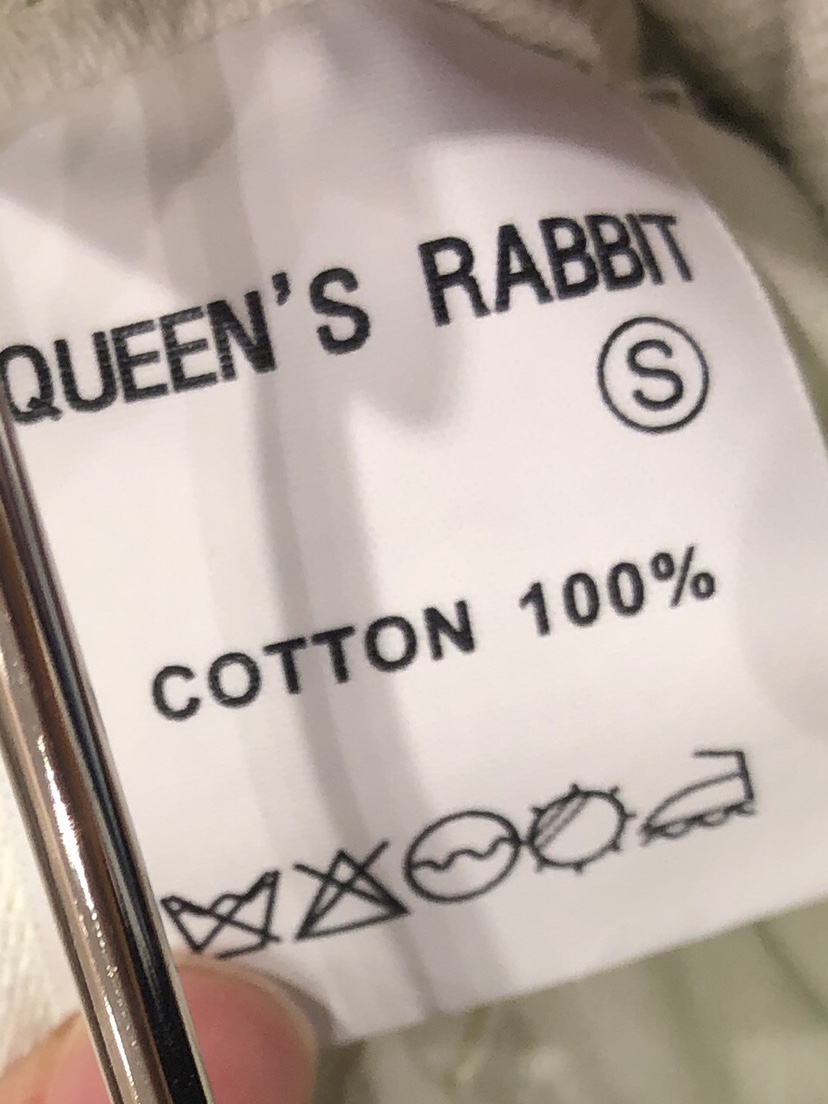 QUEEN'S RABBIT
S
COTTON 100%